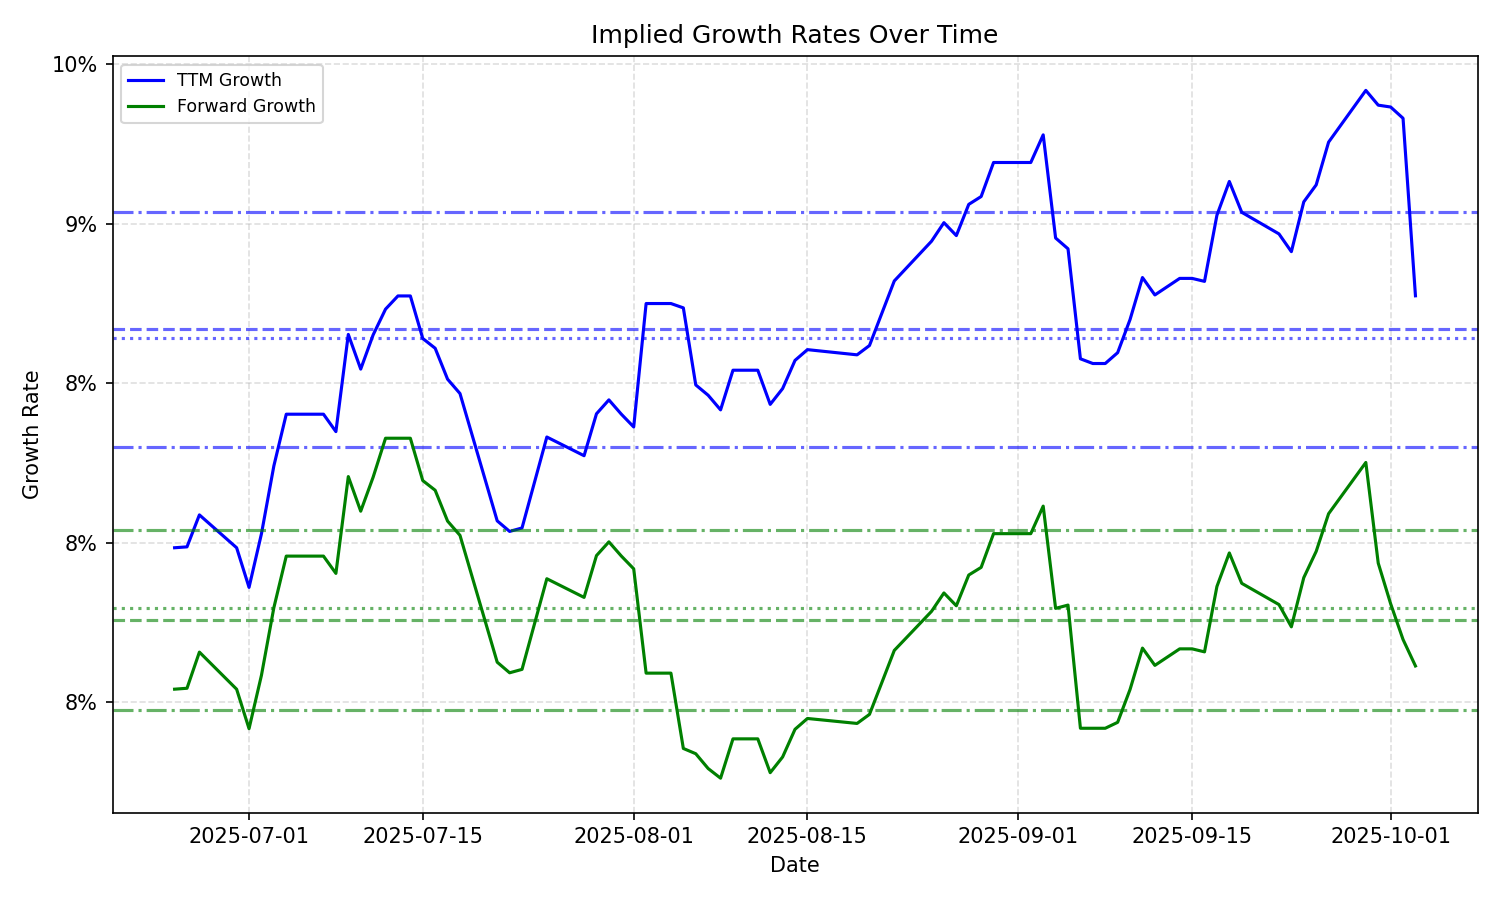 Implied Growth Rates Over Time
TTM Growth
Forward Growth
10%
9%
8%
8%
8%
Growth Rate
2025-07-01
2025-07-15
2025-08-01
2025-08-15
2025-09-01
2025-09-15
2025-10-01
Date